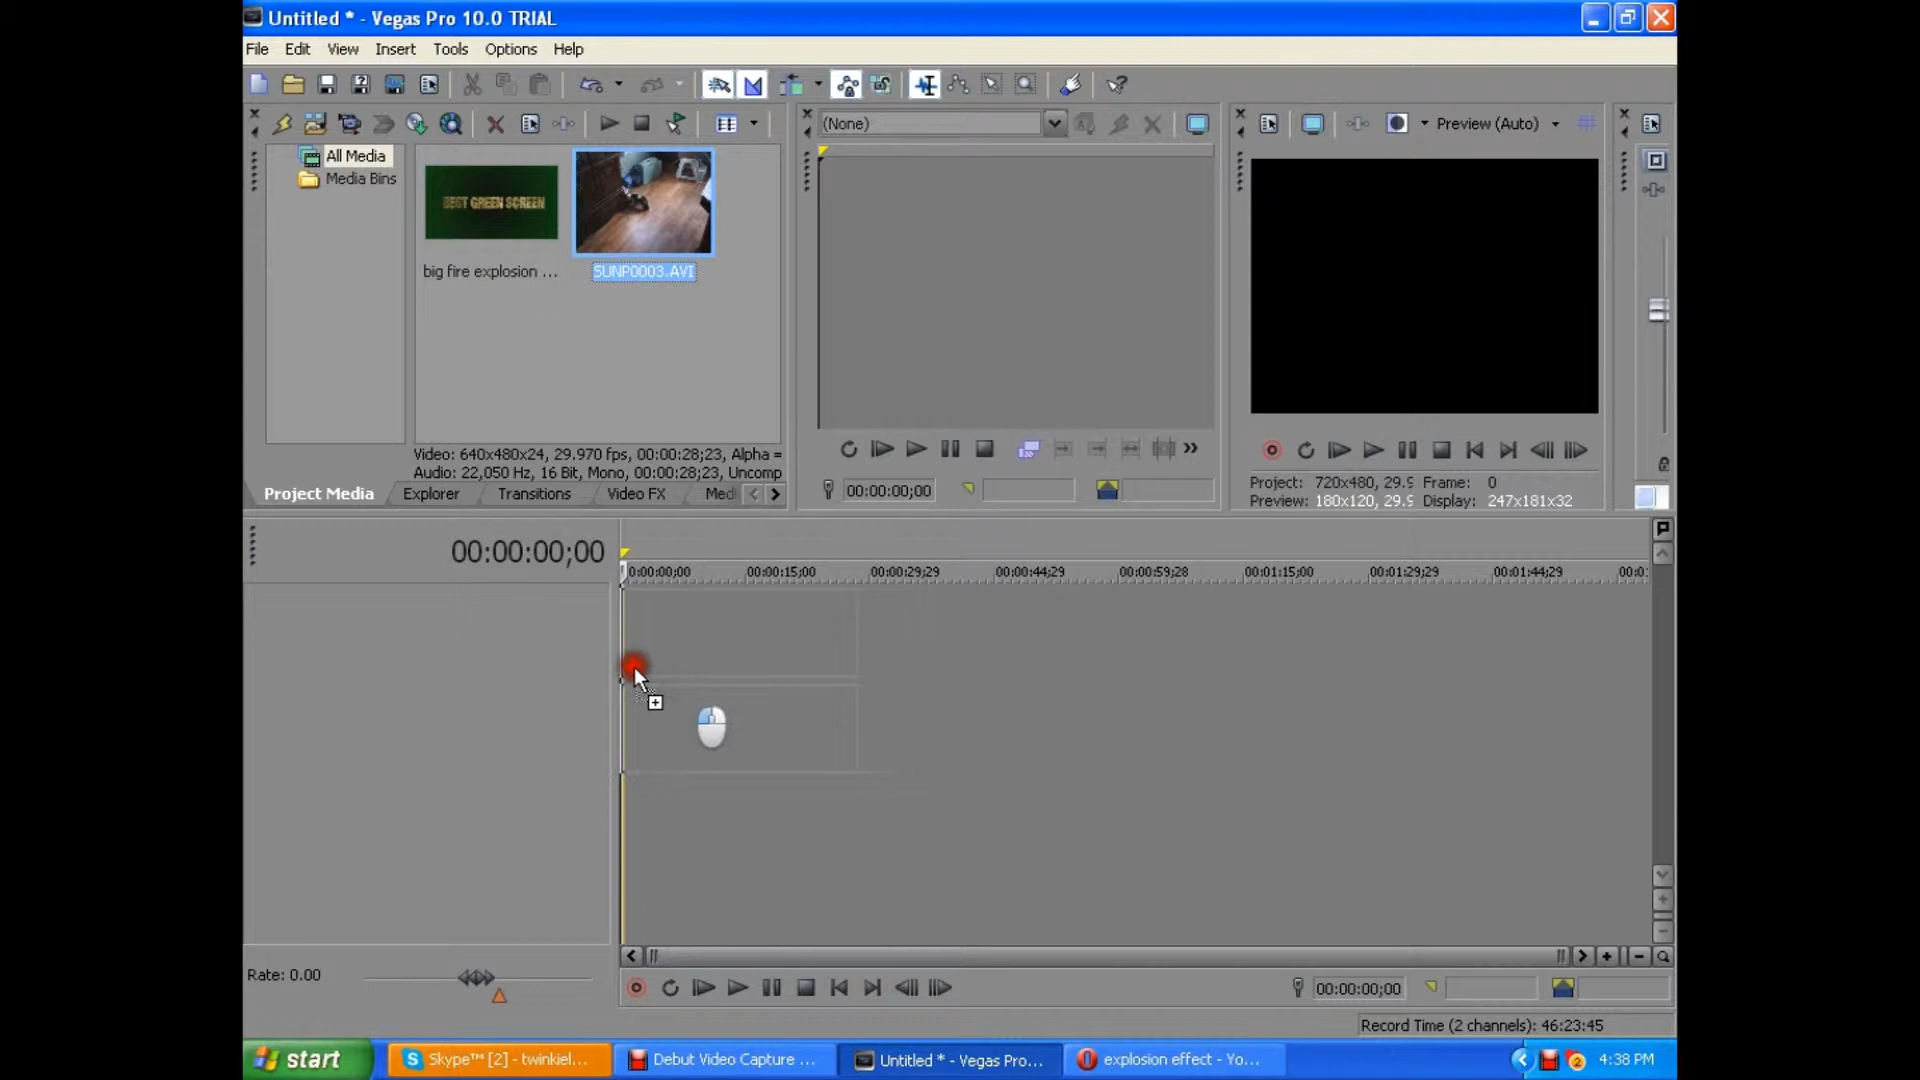 Untitled * - Vegas Pro 10.0 TRIAL
File Edit View Insert Tools Options Help
(None)
Preview (Auto)
All Media
Media Bins
BEST GREEN SCREEN
big fire explosion ...
SUNP0003.AVI
Video: 640x480x24, 29.970 fps, 00:00:28;23, Alpha =
Audio: 22,050 Hz, 16 Bit, Mono, 00:00:28;23, Uncomp
Project Media Explorer Transitions Video FX Medi
00:00:00;00
Project: 720x480, 29.9 Frame: 0
Preview: 180x120, 29.9 Display: 247x181x32
00:00:00;00
0:00:00;00 00:00:15;00 00:00:29;29 00:00:44;29 00:00:59;28 00:01:15;00 00:01:29;29 00:01:44;29 00:0
Rate: 0.00
00:00:00;00
Record Time (2 channels): 46:23:45
start
Skype™ [2] - twinkiel...
Debut Video Capture ...
Untitled * - Vegas Pro...
explosion effect - Yo...
2
4:38 PM